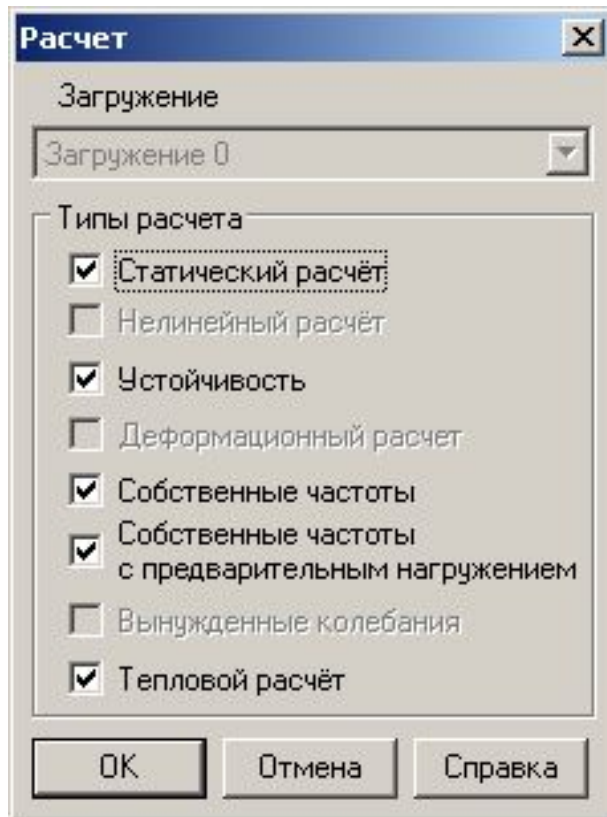 Расчет
Загружение
Загружение 0
Типы расчета
Статический расчёт
Нелинейный расчёт
Устойчивость
Деформационный расчет
Собственные частоты
Собственные частоты
с предварительным нагружением
Вынужденные колебания
Тепловой расчёт
OK
Отмена
Справка